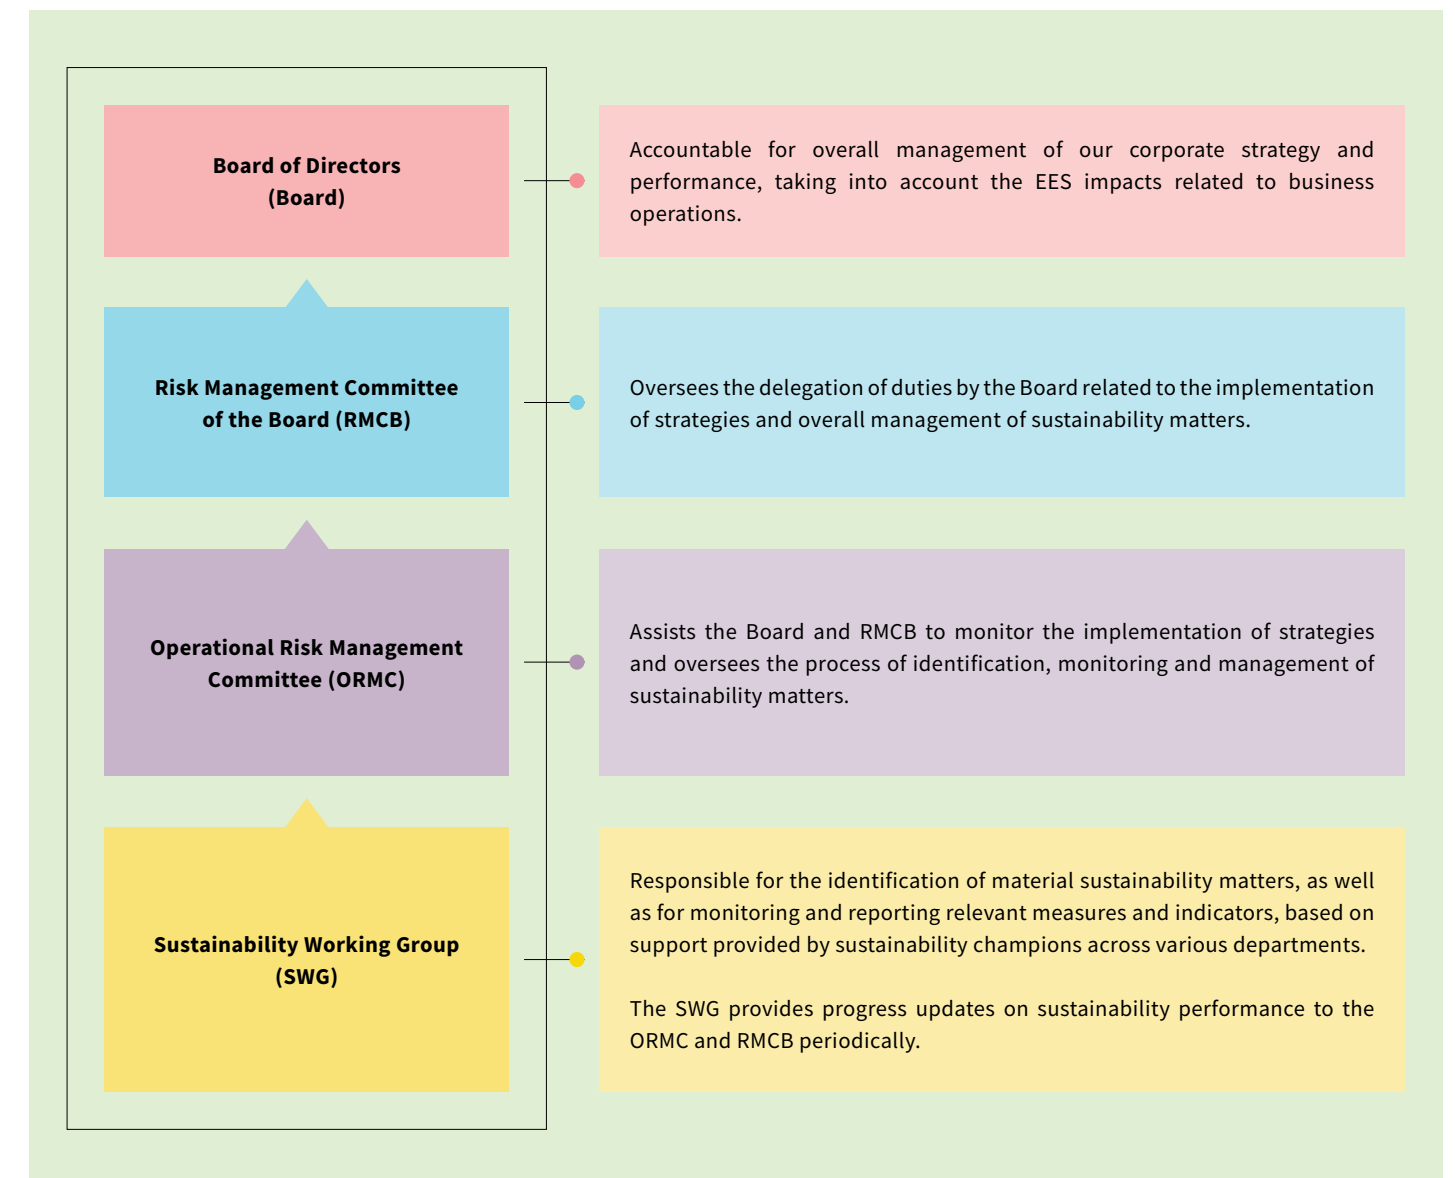 Board of Directors
(Board)
Accountable for overall management of our corporate strategy and
performance, taking into account the EES impacts related to business
operations.
Risk Management Committee
of the Board (RMCB)
Oversees the delegation of duties by the Board related to the implementation
of strategies and overall management of sustainability matters.
Operational Risk Management
Committee (ORMC)
Assists the Board and RMCB to monitor the implementation of strategies
and oversees the process of identification, monitoring and management of
sustainability matters.
Sustainability Working Group
(SWG)
Responsible for the identification of material sustainability matters, as well
as for monitoring and reporting relevant measures and indicators, based on
support provided by sustainability champions across various departments.
The SWG provides progress updates on sustainability performance to the
ORMC and RMCB periodically.